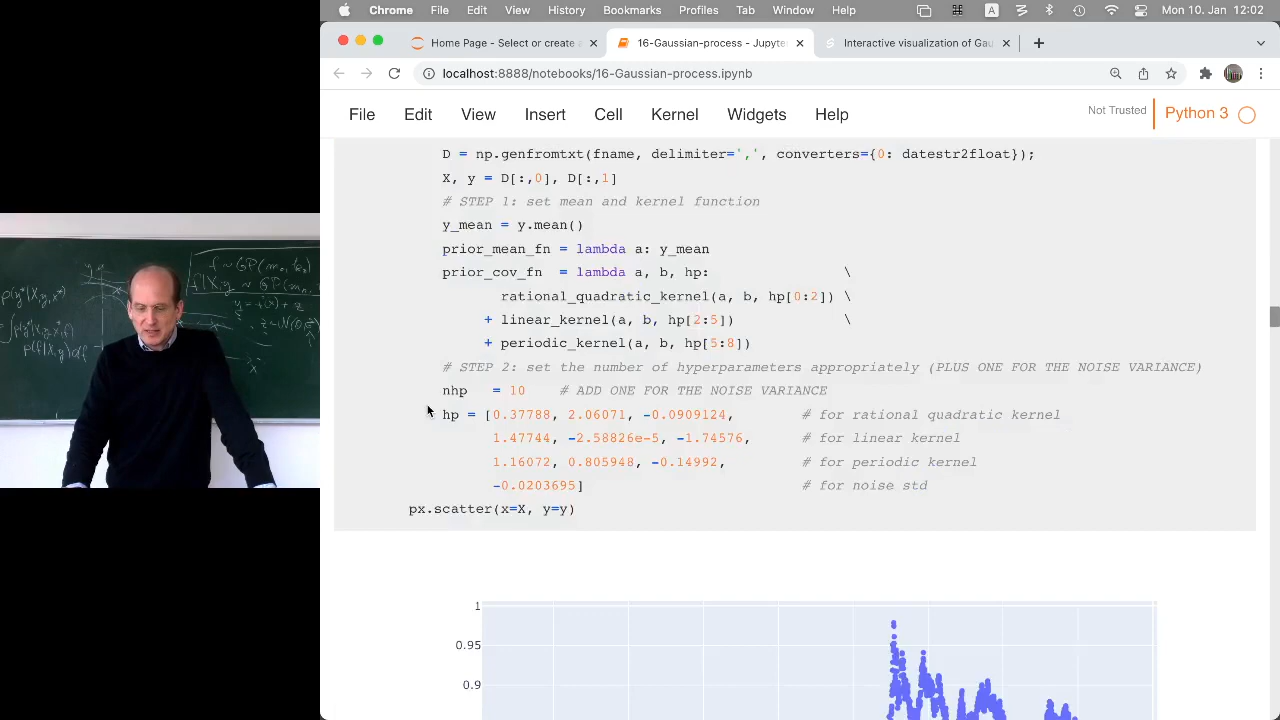 Chrome File Edit View History Bookmarks Profiles Tab Window Help A Mon 10. Jan 12:02
Home Page - Select or create a 16-Gaussian-process - Jupyte Interactive visualization of Gau
localhost:8888/notebooks/16-Gaussian-process.ipynb
File Edit View Insert Cell Kernel Widgets Help Not Trusted Python 3
D = np.genfromtxt(fname, delimiter=',', converters={0: datestr2float});
X, y = D[:,0], D[:,1]
# STEP 1: set mean and kernel function
y_mean = y.mean()
prior_mean_fn = lambda a: y_mean
prior_cov_fn = lambda a, b, hp: \
rational_quadratic_kernel(a, b, hp[0:2]) \
+ linear_kernel(a, b, hp[2:5]) \
+ periodic_kernel(a, b, hp[5:8])
# STEP 2: set the number of hyperparameters appropriately (PLUS ONE FOR THE NOISE VARIANCE)
nhp = 10 # ADD ONE FOR THE NOISE VARIANCE
hp = [0.37788, 2.06071, -0.0909124, # for rational quadratic kernel
1.47744, -2.58826e-5, -1.74576, # for linear kernel
1.16072, 0.805948, -0.14992, # for periodic kernel
-0.0203695] # for noise std
px.scatter(x=X, y=y)
1
0.95
0.9